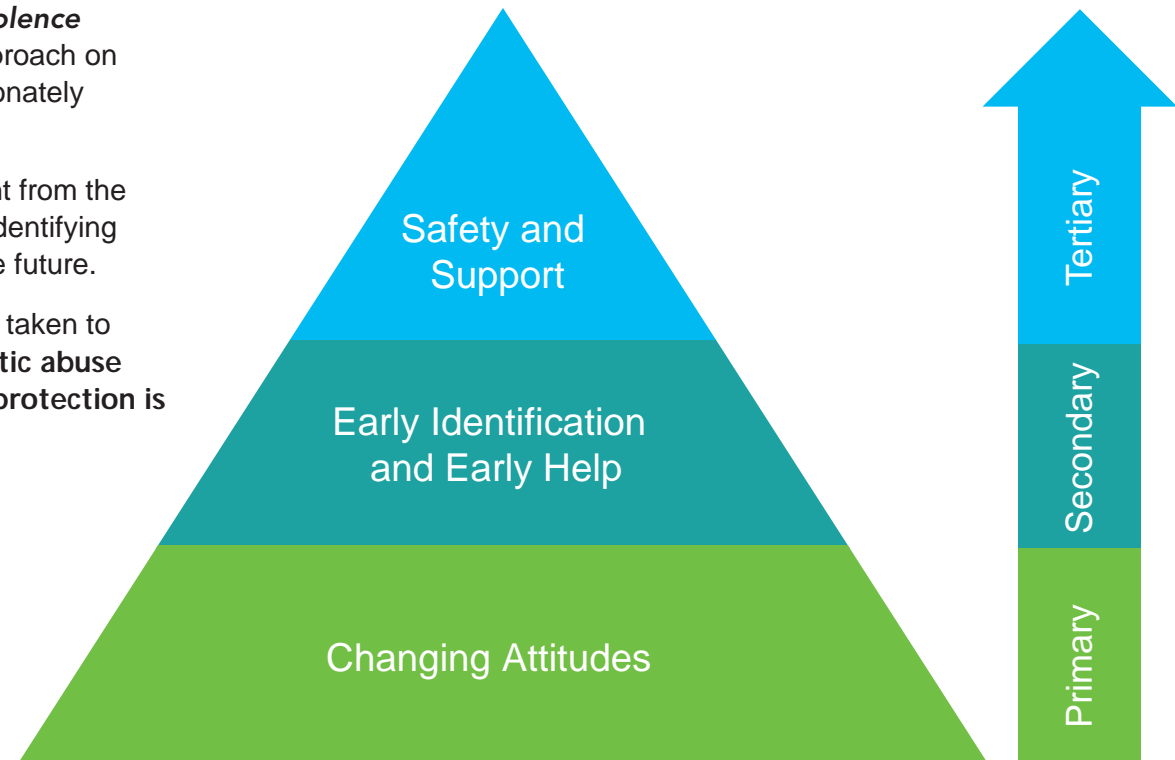 olence
proach on
onately
nt from the
dentifying
e future.
taken to
tic abuse
protection is
Safety and
Support
Early Identification
and Early Help
Changing Attitudes
Tertiary
Secondary
Primary